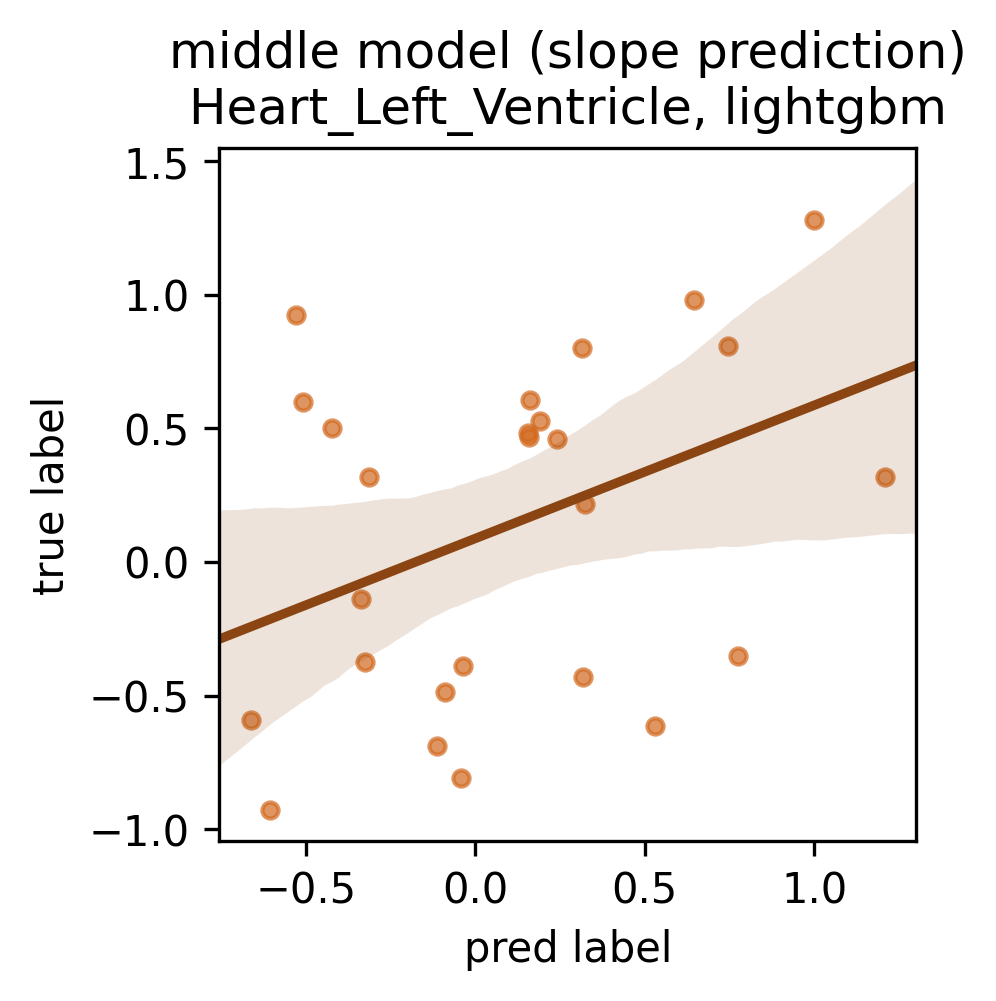 middle model (slope prediction)
Heart_Left_Ventricle, lightgbm
1.5
1.0
0.5
0.0
−0.5
−1.0
true label
−0.5
0.0
0.5
1.0
pred label